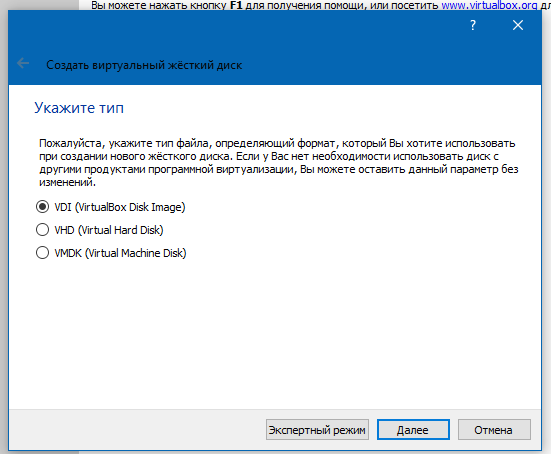 Вы можете нажать кнопку F1 для получения помощи, или посетить www.virtualbox.org дл
?
Создать виртуальный жёсткий диск
Укажите тип
Пожалуйста, укажите тип файла, определяющий формат, который Вы хотите использовать
при создании нового жёсткого диска. Если у Вас нет необходимости использовать диск с
другими продуктами программной виртуализации, Вы можете оставить данный параметр без
изменений.
VDI (VirtualBox Disk Image)
VHD (Virtual Hard Disk)
VMDK (Virtual Machine Disk)
Экспертный режим Далее Отмена